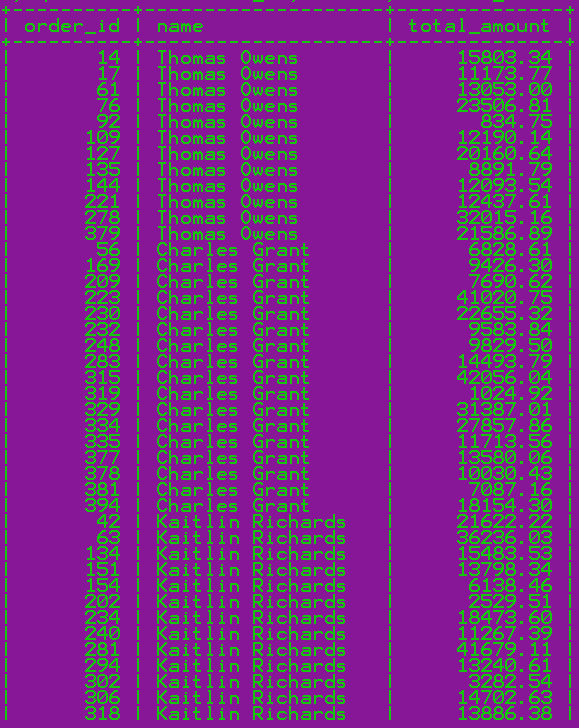 +----------+------------------+--------------+
| order_id | name | total_amount |
+----------+------------------+--------------+
| 14 | Thomas Owens | 15803.34 |
| 17 | Thomas Owens | 11173.77 |
| 61 | Thomas Owens | 13053.00 |
| 76 | Thomas Owens | 23506.81 |
| 92 | Thomas Owens | 834.75 |
| 109 | Thomas Owens | 12190.14 |
| 127 | Thomas Owens | 20160.64 |
| 135 | Thomas Owens | 8891.79 |
| 144 | Thomas Owens | 12093.54 |
| 221 | Thomas Owens | 12437.61 |
| 278 | Thomas Owens | 32015.16 |
| 379 | Thomas Owens | 21586.89 |
| 56 | Charles Grant | 6828.61 |
| 169 | Charles Grant | 9426.30 |
| 209 | Charles Grant | 7690.62 |
| 223 | Charles Grant | 41020.75 |
| 230 | Charles Grant | 22655.32 |
| 232 | Charles Grant | 9583.84 |
| 248 | Charles Grant | 9829.50 |
| 283 | Charles Grant | 14493.79 |
| 315 | Charles Grant | 42056.04 |
| 319 | Charles Grant | 1024.92 |
| 329 | Charles Grant | 31387.01 |
| 334 | Charles Grant | 27857.86 |
| 335 | Charles Grant | 11713.56 |
| 377 | Charles Grant | 13580.06 |
| 378 | Charles Grant | 10030.43 |
| 381 | Charles Grant | 7087.16 |
| 394 | Charles Grant | 18154.30 |
| 42 | Kaitlin Richards | 21622.22 |
| 63 | Kaitlin Richards | 36236.03 |
| 134 | Kaitlin Richards | 15483.53 |
| 151 | Kaitlin Richards | 13798.34 |
| 154 | Kaitlin Richards | 6138.46 |
| 202 | Kaitlin Richards | 2529.51 |
| 234 | Kaitlin Richards | 18473.60 |
| 240 | Kaitlin Richards | 11267.39 |
| 281 | Kaitlin Richards | 41679.11 |
| 294 | Kaitlin Richards | 13240.61 |
| 302 | Kaitlin Richards | 3282.54 |
| 306 | Kaitlin Richards | 14702.63 |
| 318 | Kaitlin Richards | 13886.38 |